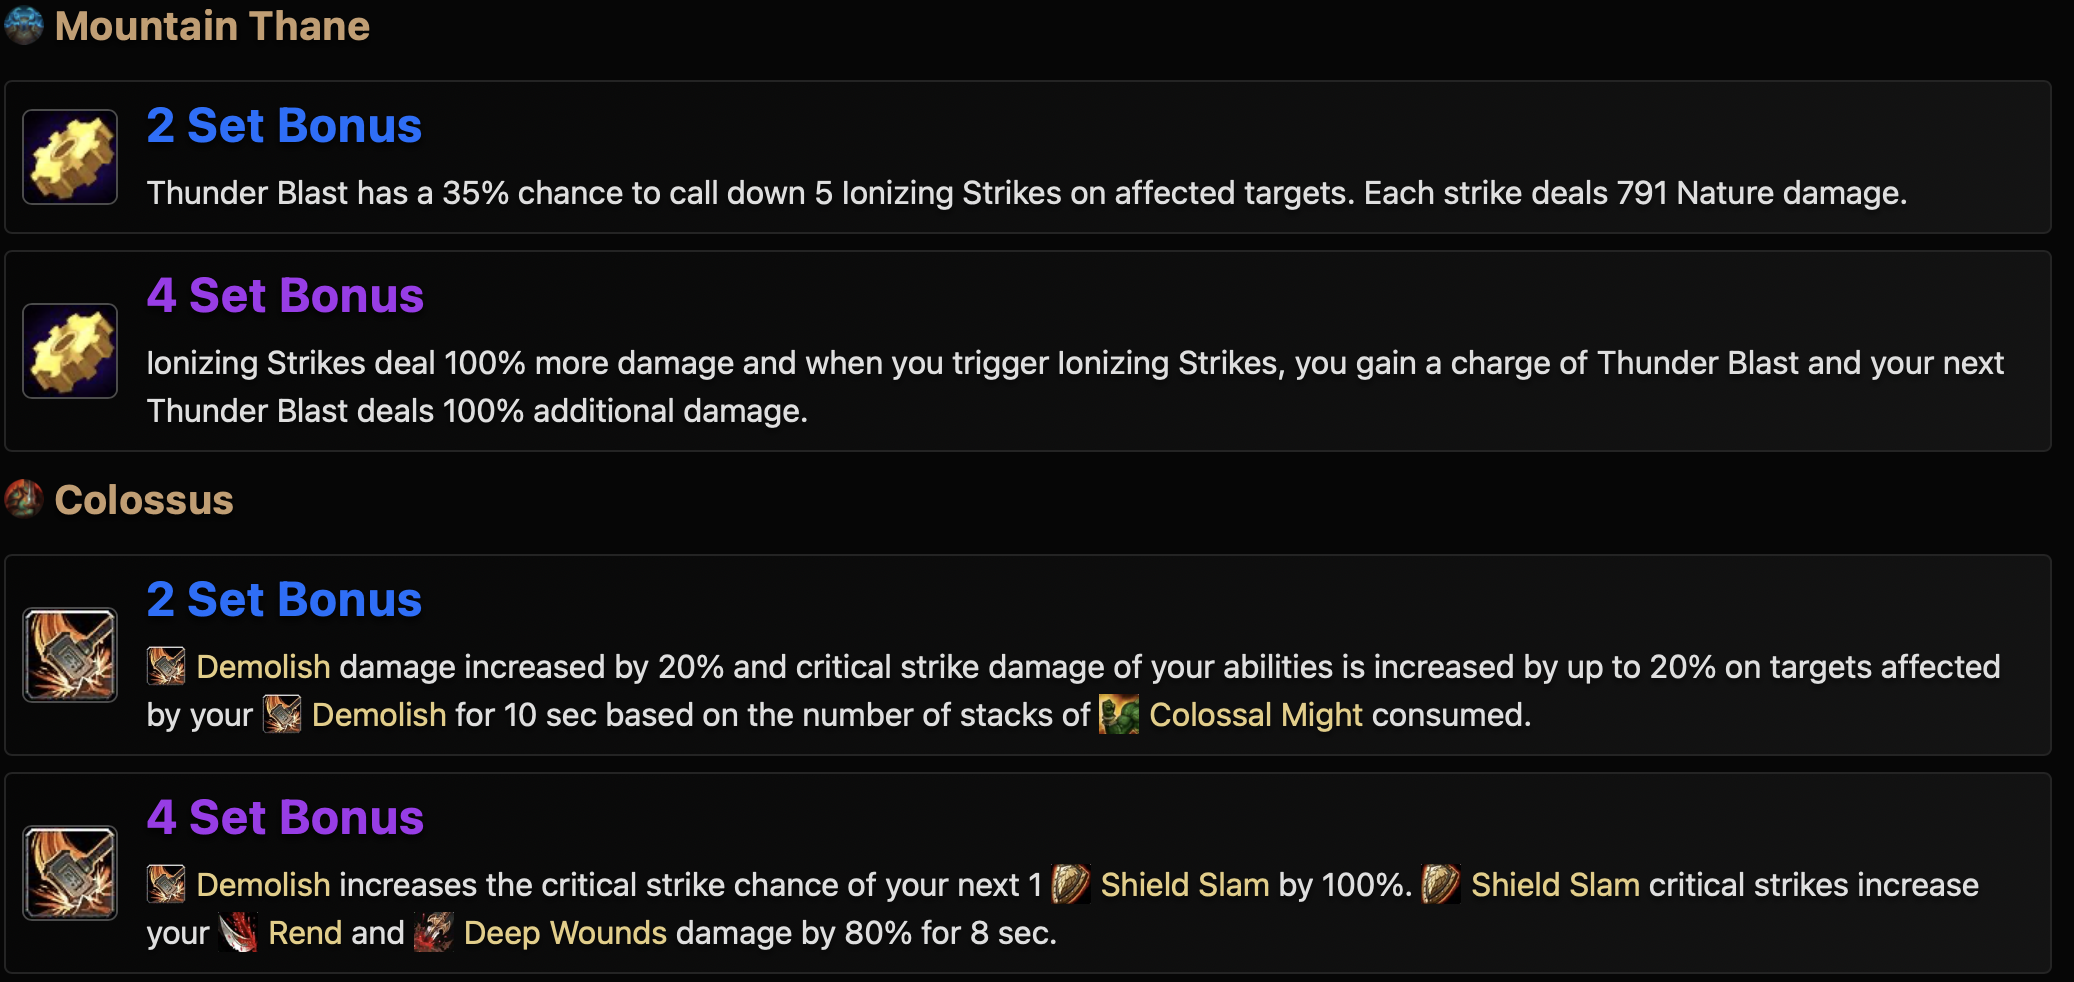 Mountain Thane
2 Set Bonus
Thunder Blast has a 35% chance to call down 5 Ionizing Strikes on affected targets. Each strike deals 791 Nature damage.
4 Set Bonus
Ionizing Strikes deal 100% more damage and when you trigger Ionizing Strikes, you gain a charge of Thunder Blast and your next
Thunder Blast deals 100% additional damage.
Colossus
2 Set Bonus
Demolish damage increased by 20% and critical strike damage of your abilities is increased by up to 20% on targets affected
by your Demolish for 10 sec based on the number of stacks of Colossal Might consumed.
4 Set Bonus
Demolish increases the critical strike chance of your next 1 Shield Slam by 100%. Shield Slam critical strikes increase
your Rend and Deep Wounds damage by 80% for 8 sec.